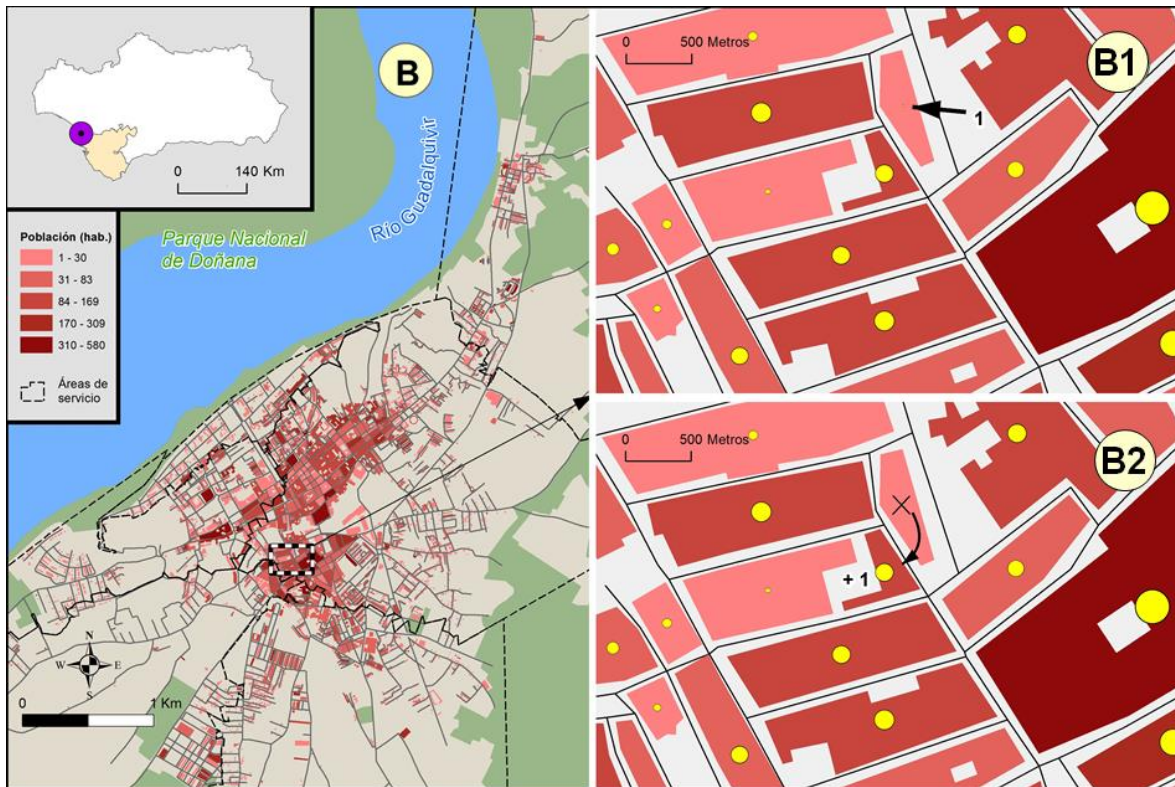 0 140 Km
Población (hab.)
1 - 30
31 - 83
84 - 169
170 - 309
310 - 580
Áreas de
servicio
B
Río Guadalquivir
Parque Nacional
de Doñana
N
W E
S
0 1 Km
0 500 Metros
B1
1
0 500 Metros
B2
+ 1